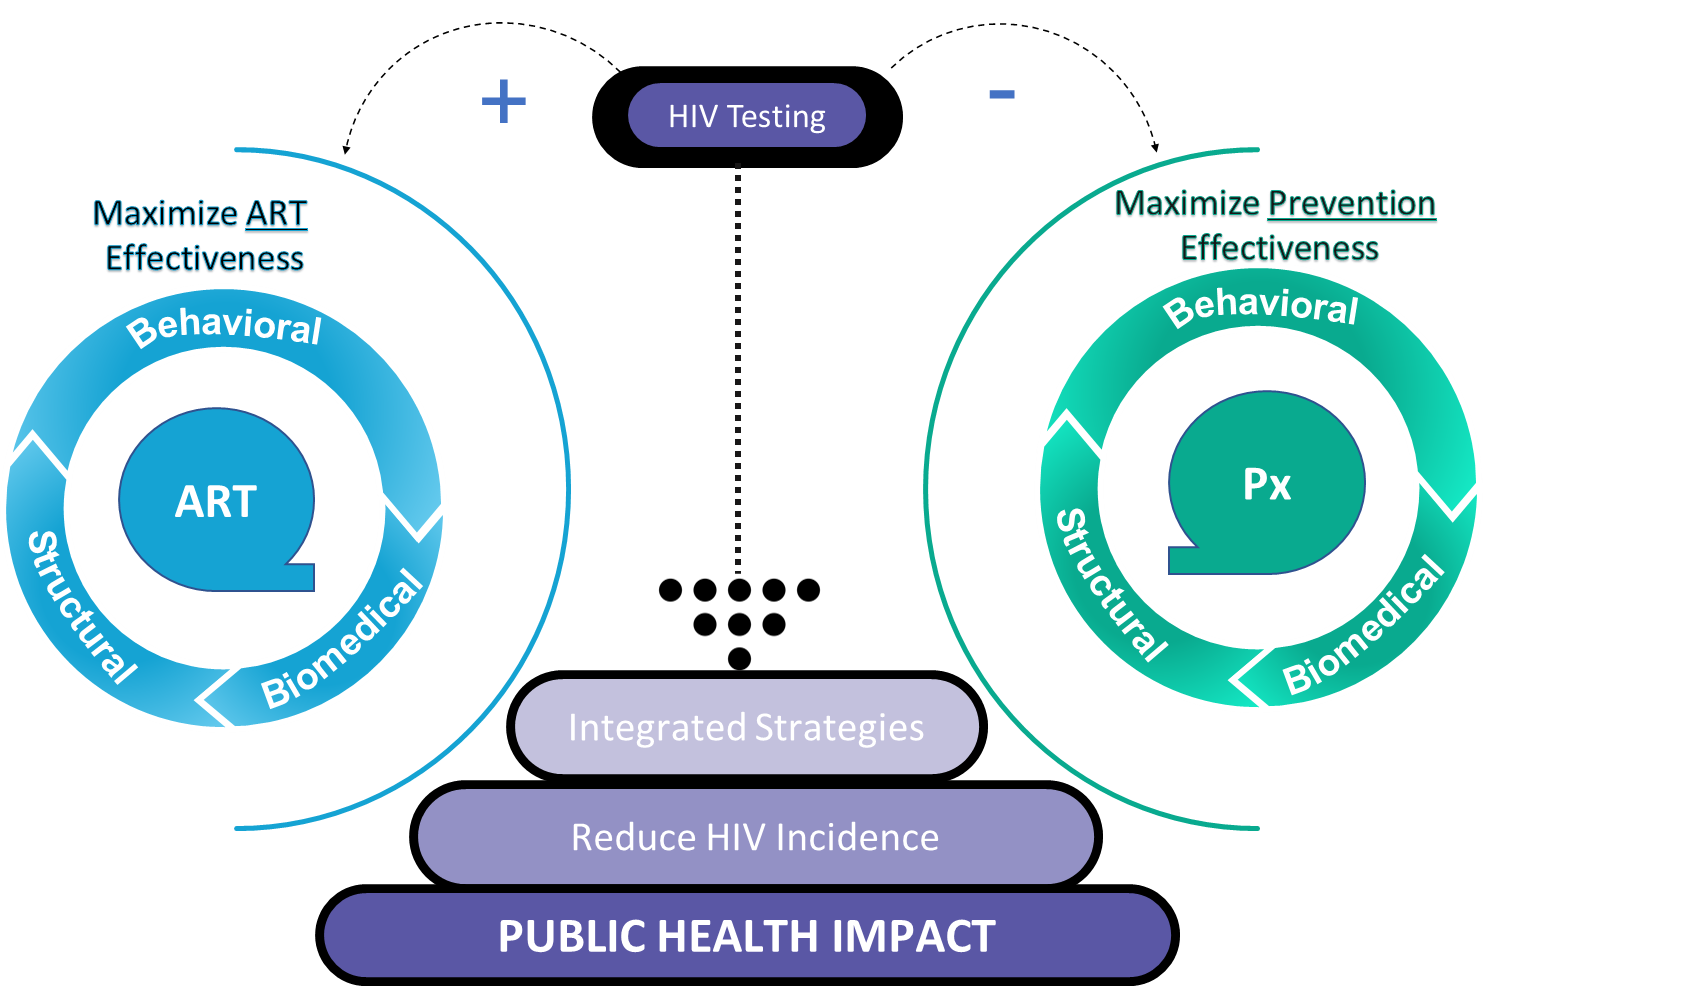 +
-
HIV Testing
Maximize ART
Effectiveness
Behavioral
ART
Structural
Biomedical
Maximize Prevention
Effectiveness
Behavioral
Px
Structural
Biomedical
Integrated Strategies
Reduce HIV Incidence
PUBLIC HEALTH IMPACT